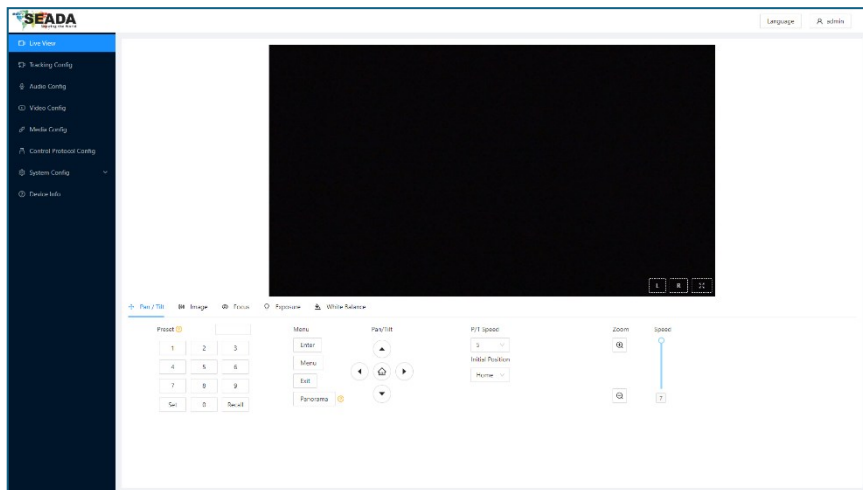 SEADA
Language
admin
Live View
Tracking Config
Audio Config
Video Config
Media Config
Control Protocol Config
System Config
Device Info
L R
Pan / Tilt Image Focus Exposure White Balance
Preset Menu Pan/Tilt P/T Speed Zoom Speed
1 2 3 Enter 5
4 5 6 Menu Initial Position
7 8 9 Exit Home
Set 0 Recall Panorama 7